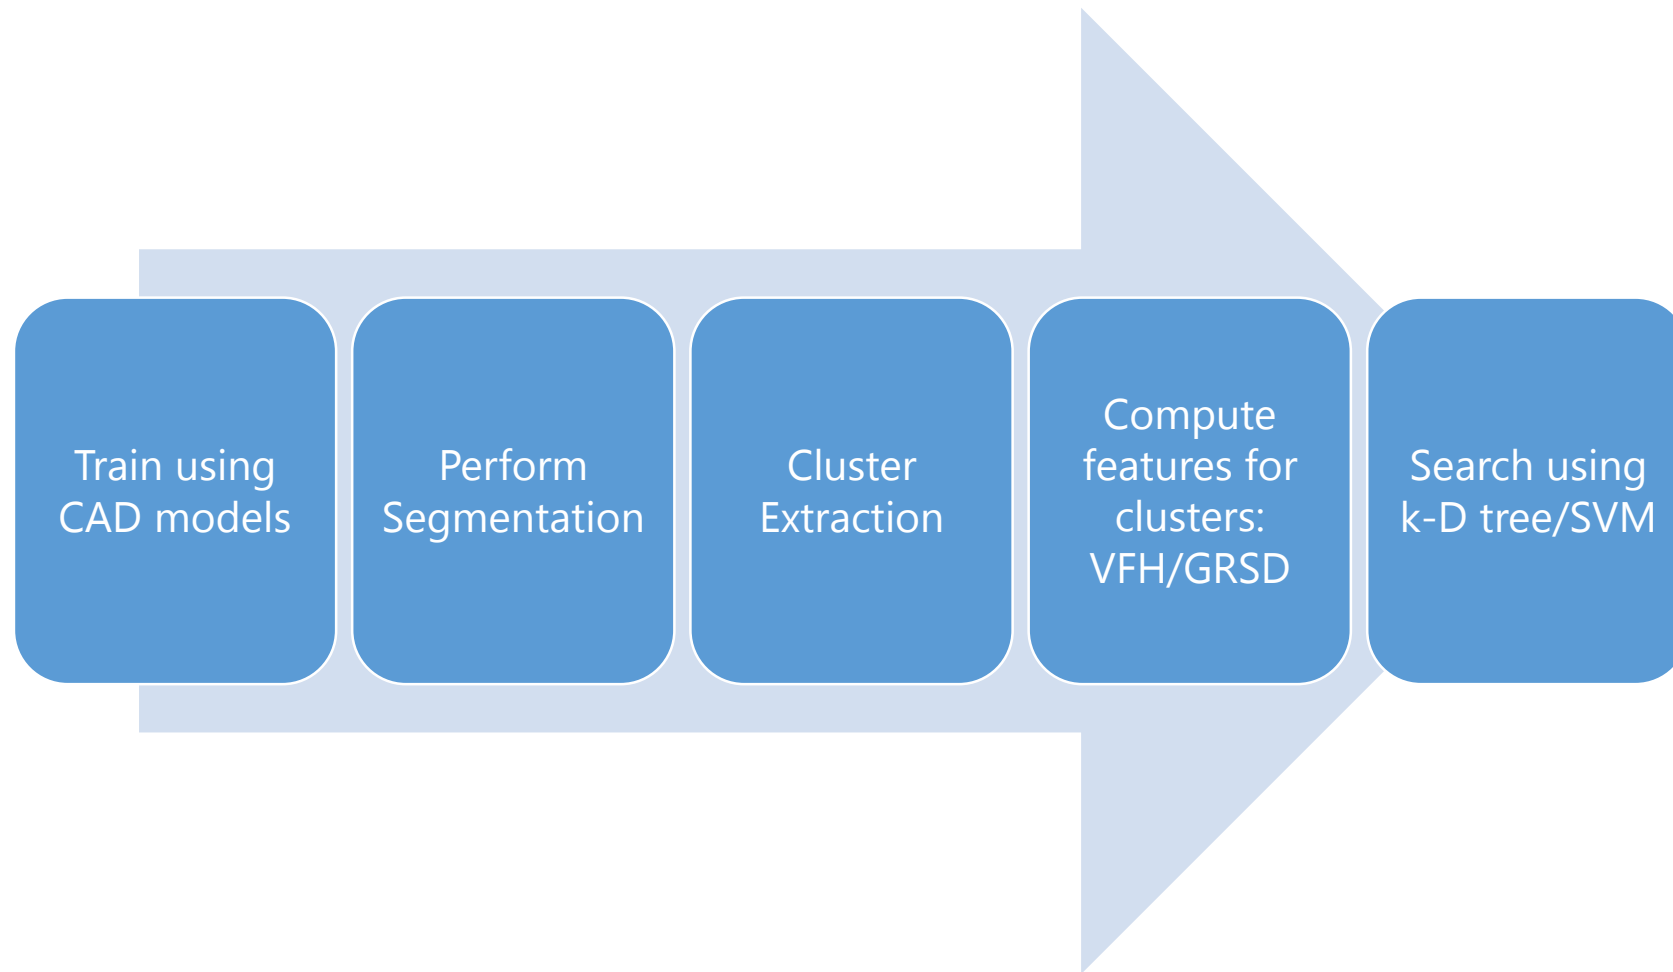 Train using
CAD models
Perform
Segmentation
Cluster
Extraction
Compute
features for
clusters:
VFH/GRSD
Search using
k-D tree/SVM